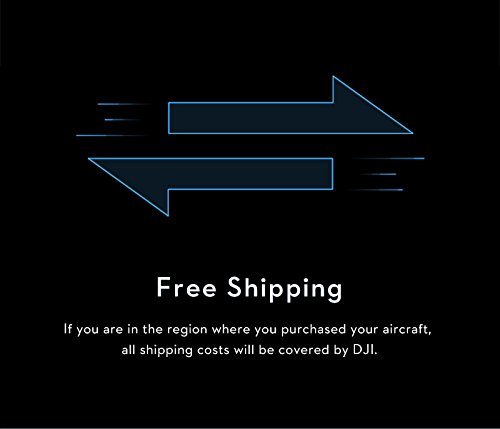 Free Shipping
If you are in the region where you purchased your aircraft,
all shipping costs will be covered by DJI.